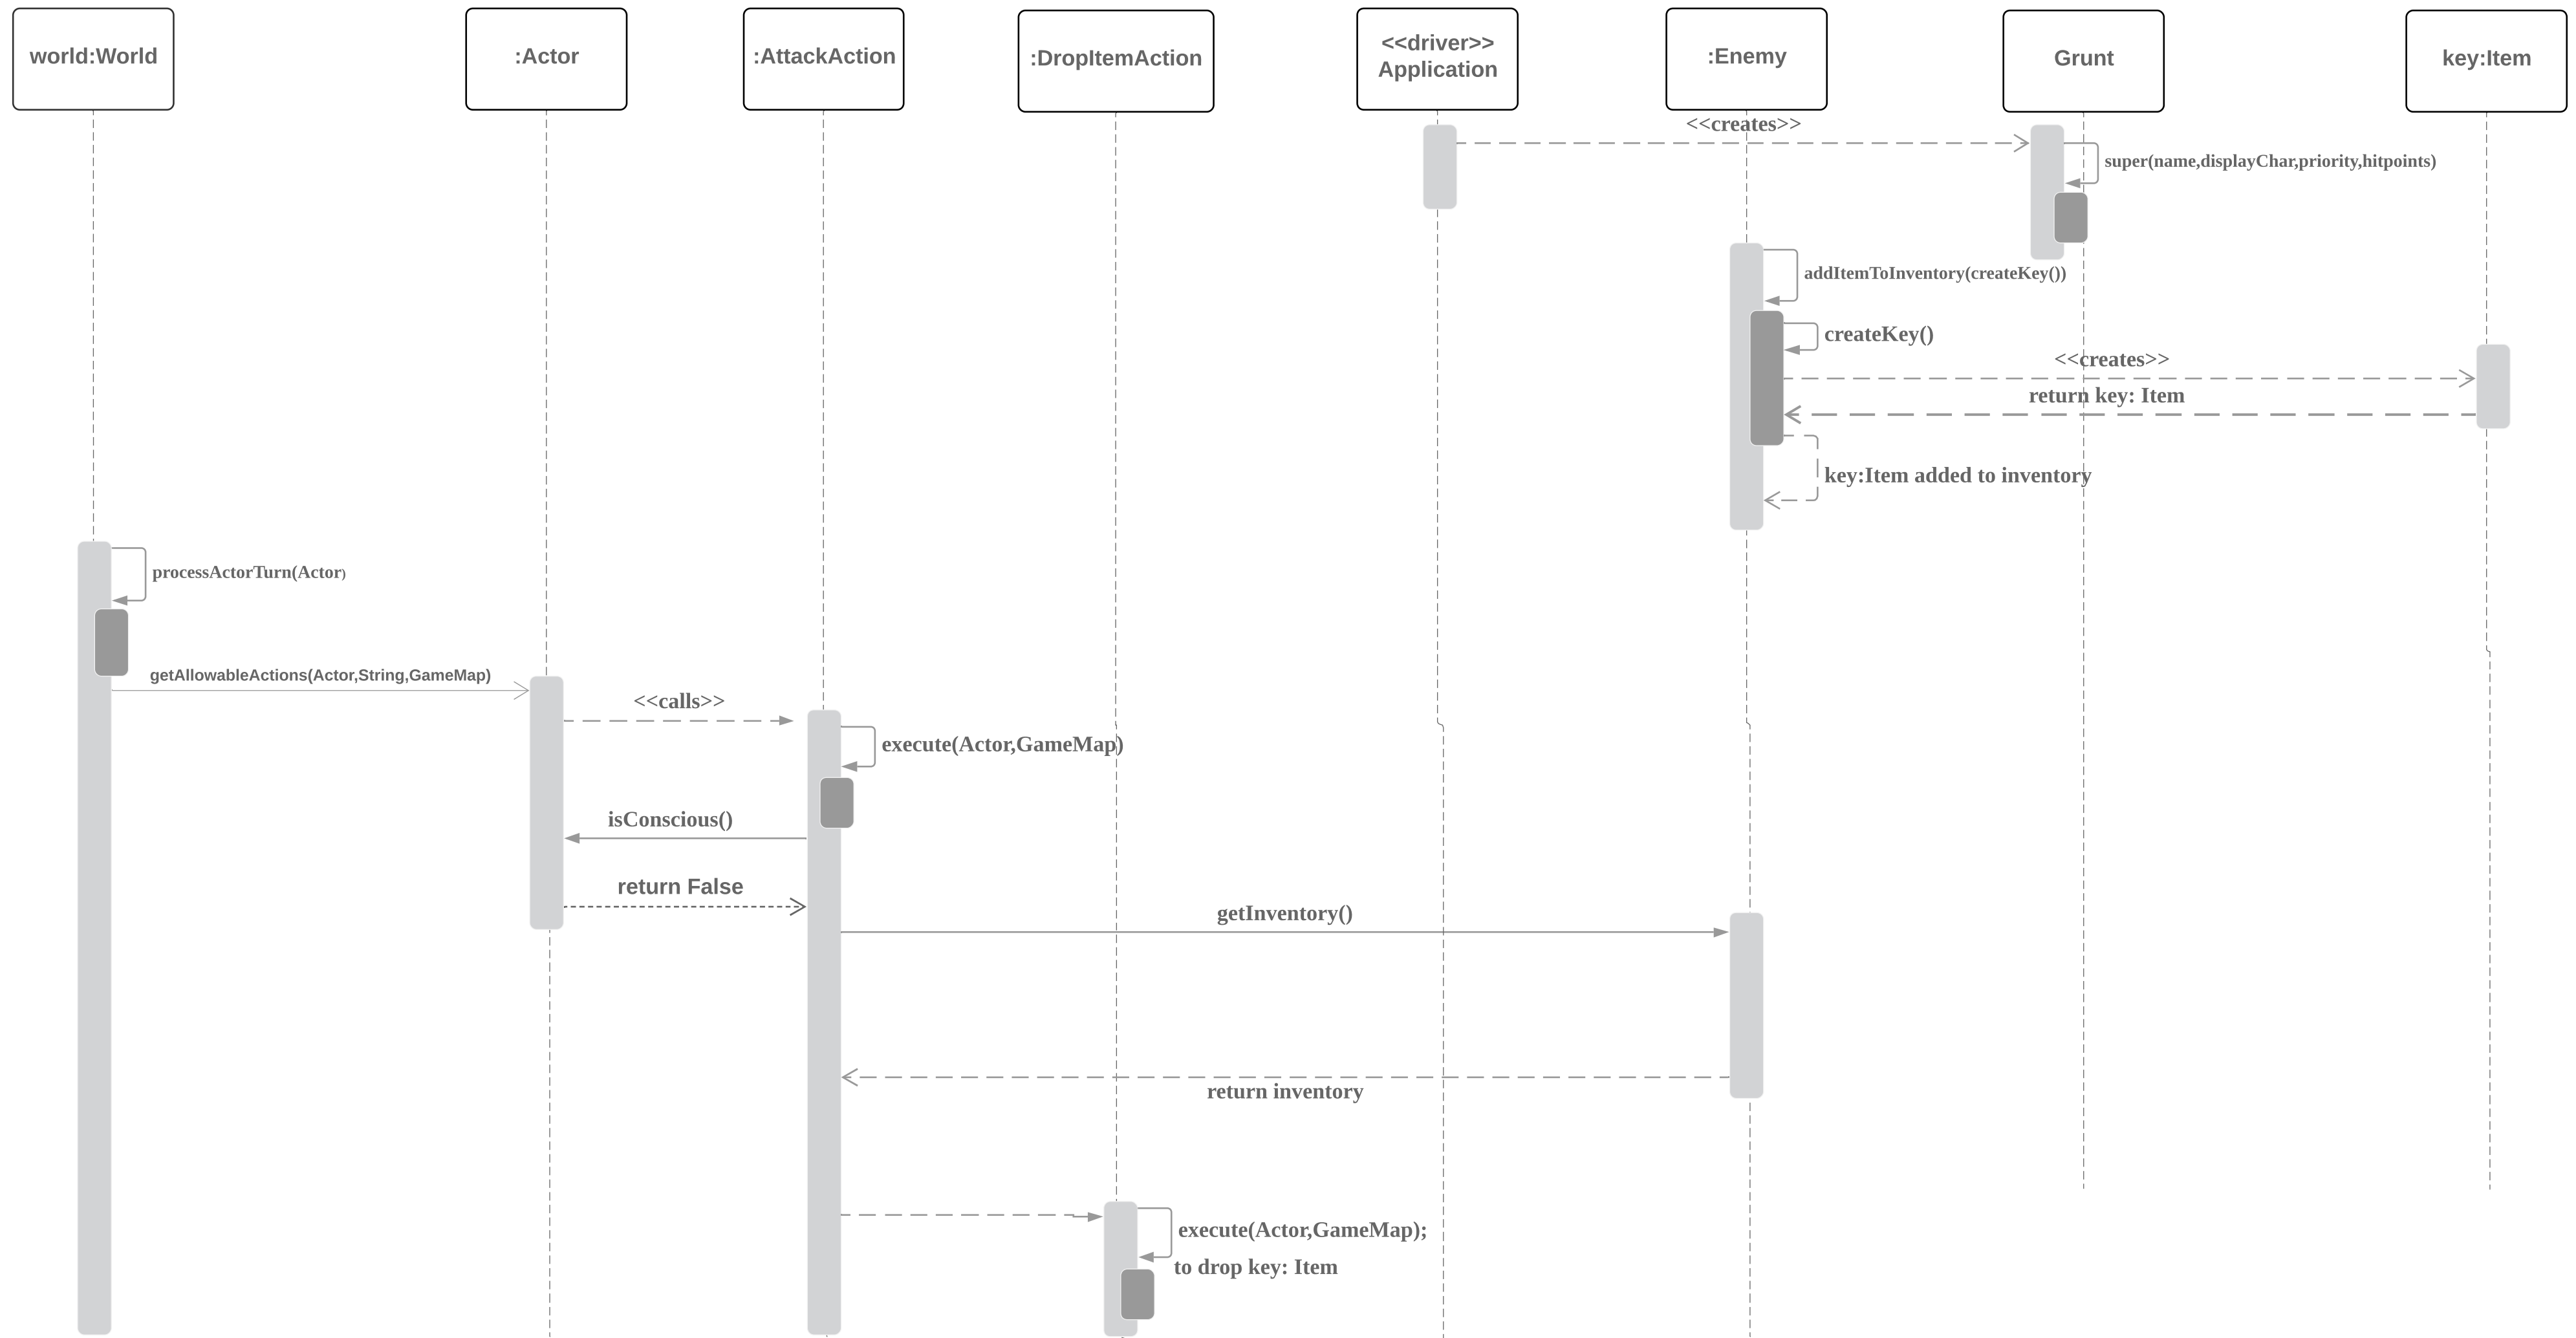 world:World
:Actor
:AttackAction
:DropItemAction
<<driver>>
Application
:Enemy
Grunt
key:Item
<<creates>>
super(name,displayChar,priority,hitpoints)
addItemToInventory(createKey())
createKey()
<<creates>>
return key: Item
key:Item added to inventory
processActorTurn(Actor)
getAllowableActions(Actor,String,GameMap)
<<calls>>
execute(Actor,GameMap)
isConscious()
return False
getInventory()
return inventory
execute(Actor,GameMap);
to drop key: Item